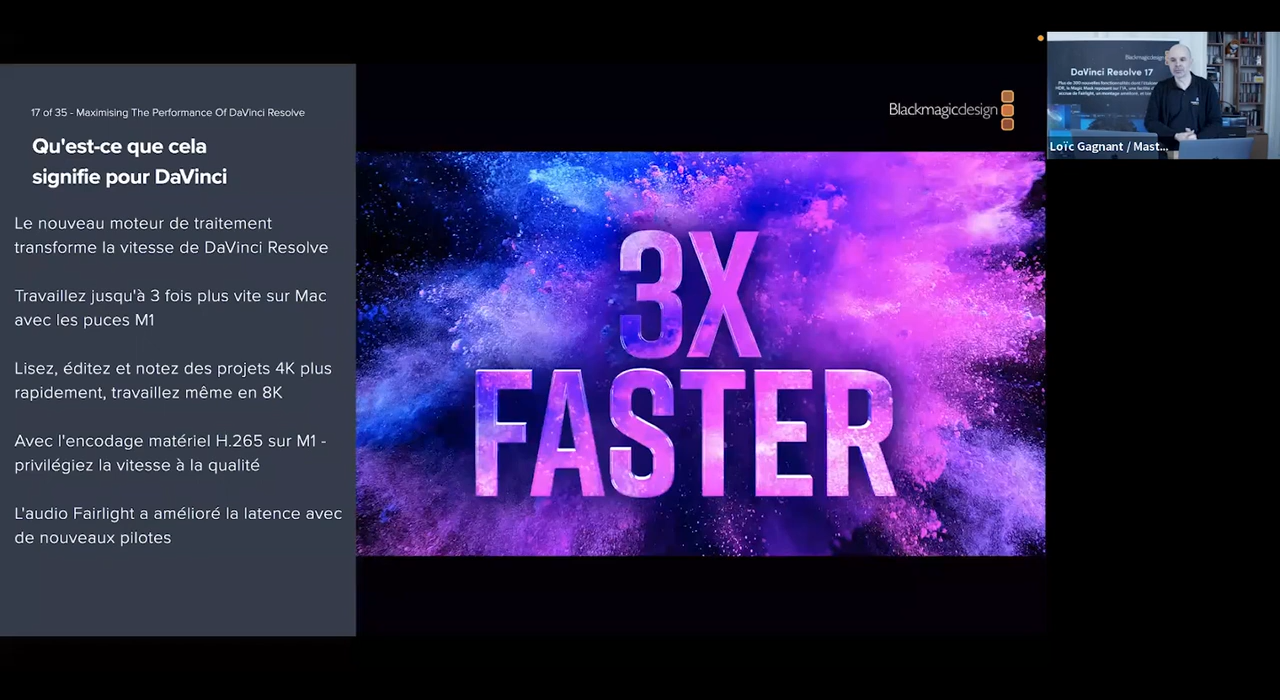 17 of 35 - Maximising The Performance Of DaVinci Resolve
Qu'est-ce que cela
signifie pour DaVinci
Le nouveau moteur de traitement
transforme la vitesse de DaVinci Resolve
Travaillez jusqu'à 3 fois plus vite sur Mac
avec les puces M1
Lisez, éditez et notez des projets 4K plus
rapidement, travaillez même en 8K
Avec l'encodage matériel H.265 sur M1 -
privilégiez la vitesse à la qualité
L'audio Fairlight a amélioré la latence avec
de nouveaux pilotes
Blackmagicdesign
3X
FASTER
Blackmagicdesign
DaVinci Resolve 17
Loïc Gagnant / Mast...